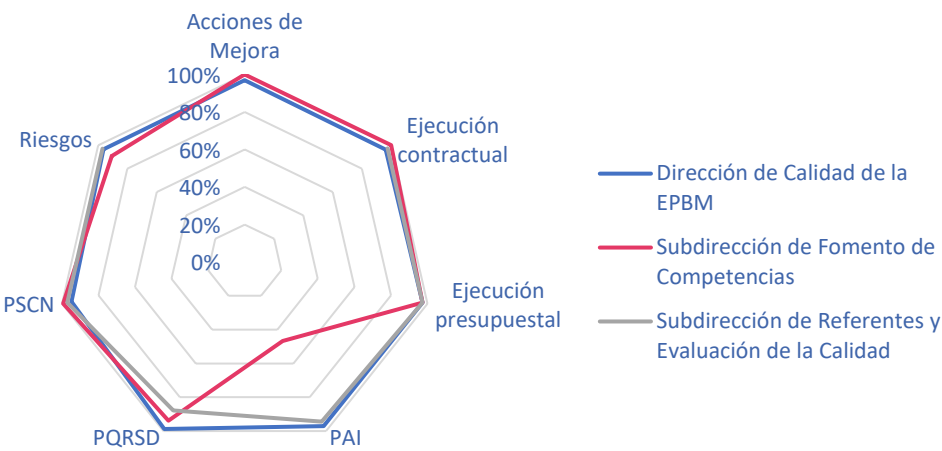 Acciones de
Mejora
100%
80%
60%
40%
20%
0%
Ejecución
contractual
Ejecución
presupuestal
PAI
PQRSD
PSCN
Riesgos
Dirección de Calidad de la
EPBM
Subdirección de Fomento de
Competencias
Subdirección de Referentes y
Evaluación de la Calidad